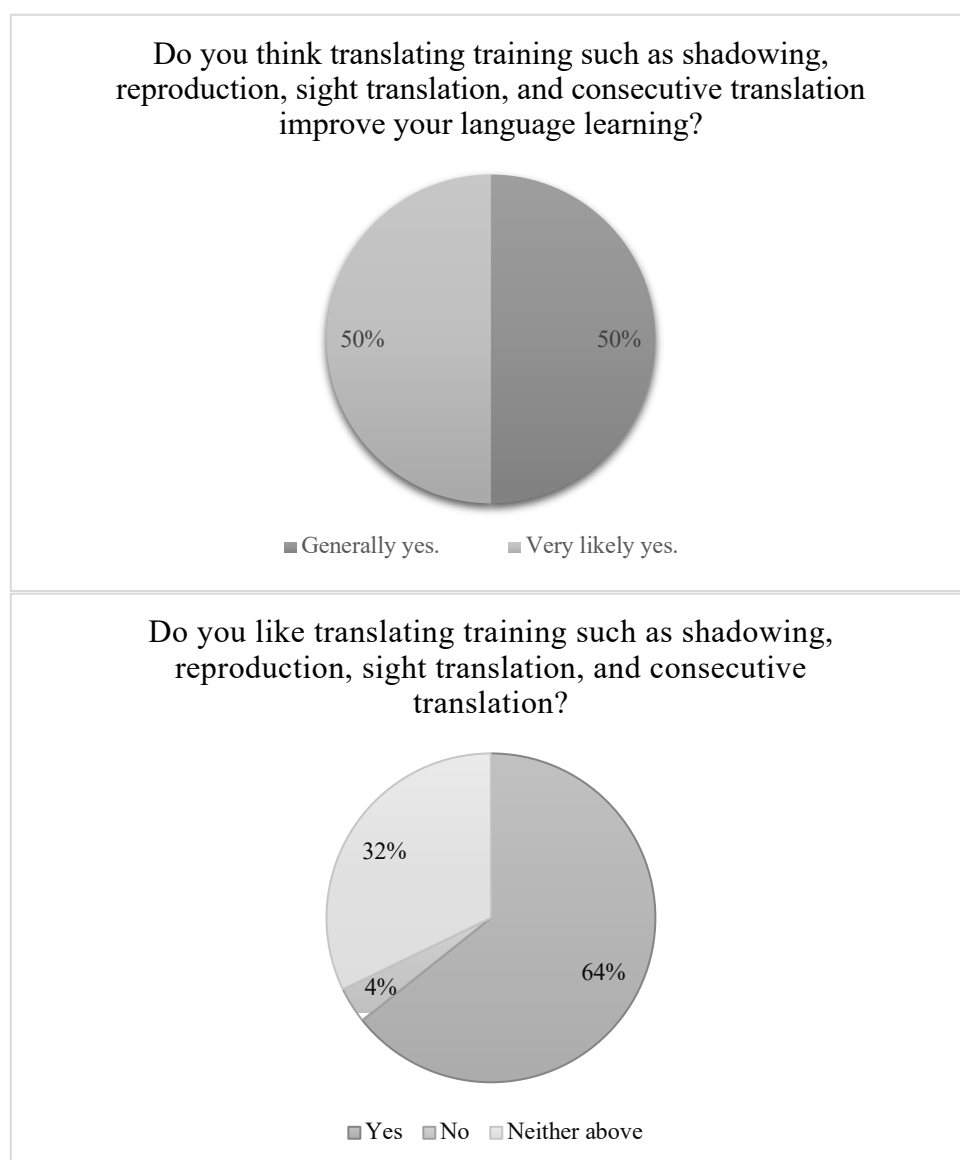 Do you think translating training such as shadowing,
reproduction, sight translation, and consecutive translation
improve your language learning?
50%
50%
Generally yes.
Very likely yes.
Do you like translating training such as shadowing,
reproduction, sight translation, and consecutive
translation?
32%
4%
64%
Yes
No
Neither above